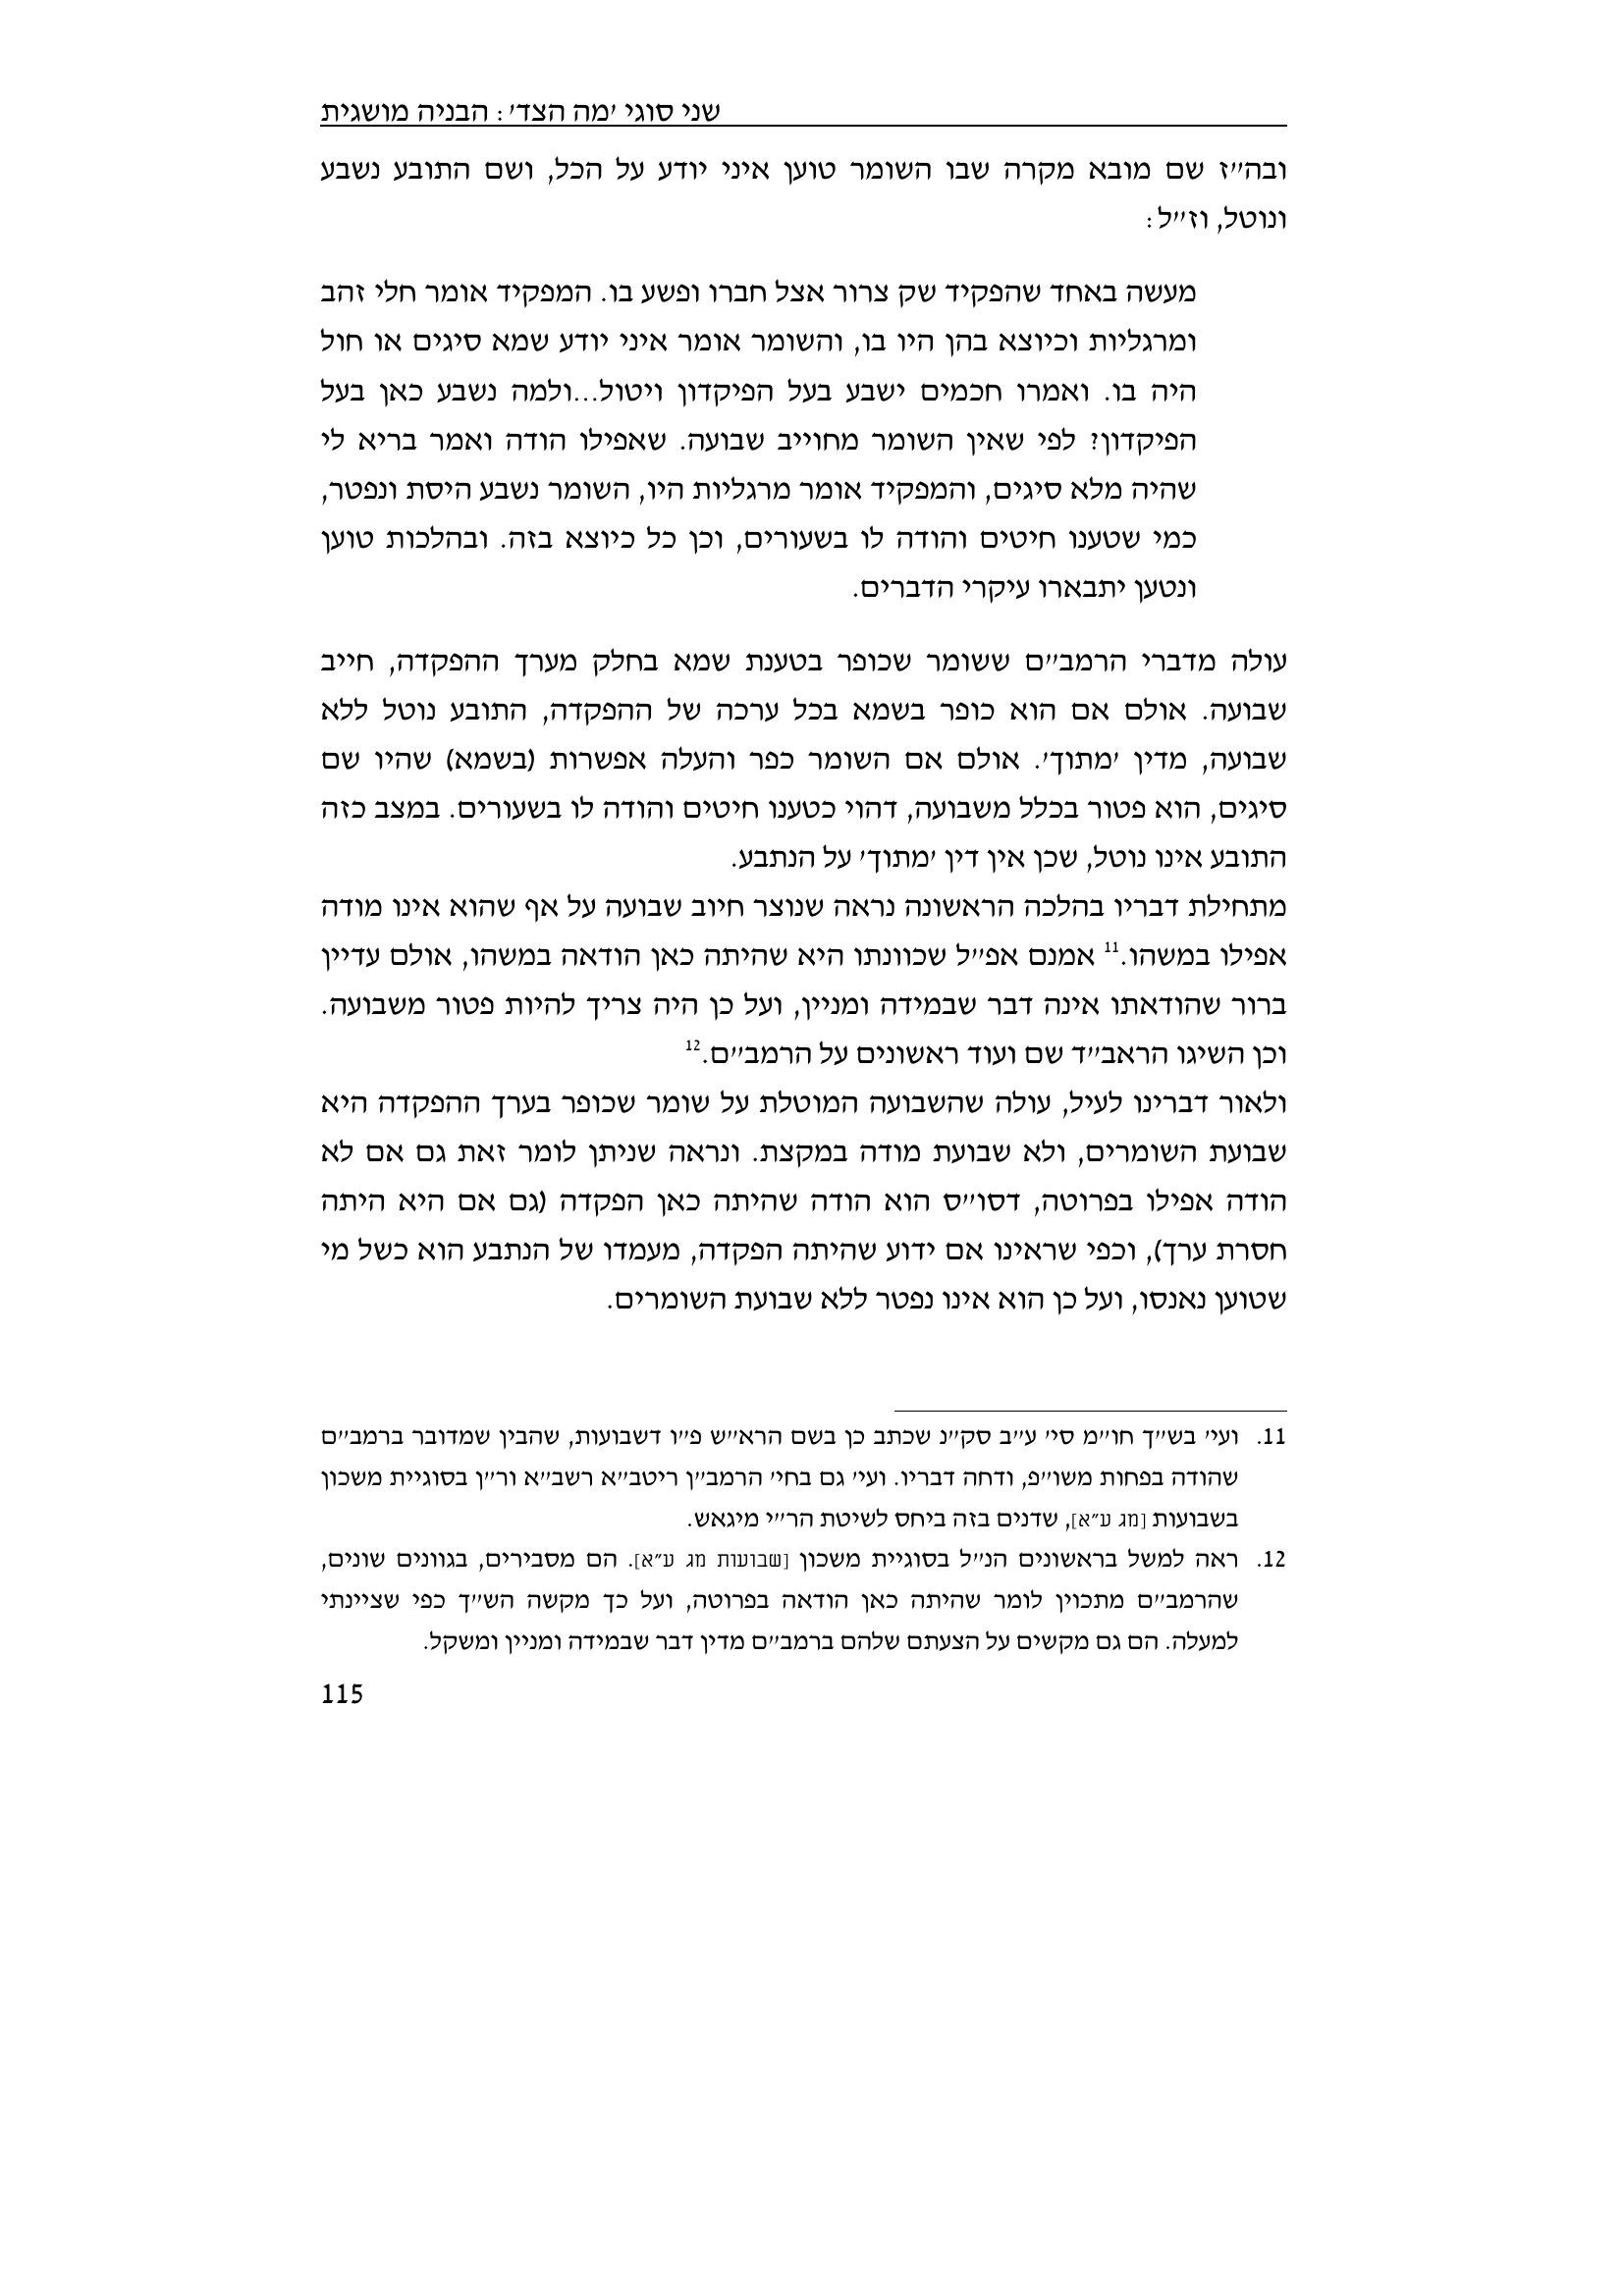 שני סוגי 'מה הצד': הבניה מושגית
ובה''ז שם מובא מקרה שבו השומר טוען איני יודע על הכל, ושם התובע נשבע
ונוטל, וז''ל:
מעשה באחד שהפקיד שק צרור אצל חברו ופשע בו. המפקיד אומר חלי זהב
ומרגליות וכיוצא בהן היו בו, והשומר אומר איני יודע שמא סיגים או חול
היה בו. ואמרו חכמים ישבע בעל הפיקדון ויטול...ולמה נשבע כאן בעל
הפיקדון? לפי שאין השומר מחוייב שבועה. שאפילו הודה ואמר בריא לי
שהיה מלא סיגים, והמפקיד אומר מרגליות היו, השומר נשבע היסת ונפטר,
כמי שטענו חיטים והודה לו בשעורים, וכן כל כיוצא בזה. ובהלכות טוען
ונטען יתבארו עיקרי הדברים.
עולה מדברי הרמב''ם ששומר שכופר בטענת שמא בחלק מערך ההפקדה, חייב
שבועה. אולם אם הוא כופר בשמא בכל ערכה של ההפקדה, התובע נוטל ללא
שבועה, מדין 'מתוך'. אולם אם השומר כפר והעלה אפשרות (בשמא) שהיו שם
סיגים, הוא פטור בכלל משבועה, דהוי כטענו חיטים והודה לו בשעורים. במצב כזה
התובע אינו נוטל, שכן אין דין 'מתוך' על הנתבע.
מתחילת דבריו בהלכה הראשונה נראה שנוצר חיוב שבועה על אף שהוא אינו מודה
אפילו במשהו.11 אמנם אפ''ל שכוונתו היא שהיתה כאן הודאה במשהו, אולם עדיין
ברור שהודאתו אינה דבר שבמידה ומניין, ועל כן היה צריך להיות פטור משבועה.
וכן השיגו הראב''ד שם ועוד ראשונים על הרמב''ם.12
ולאור דברינו לעיל, עולה שהשבועה המוטלת על שומר שכופר בערך ההפקדה היא
שבועת השומרים, ולא שבועת מודה במקצת. ונראה שניתן לומר זאת גם אם לא
הודה אפילו בפרוטה, דסו''ס הוא הודה שהיתה כאן הפקדה (גם אם היא היתה
חסרת ערך), וכפי שראינו אם ידוע שהיתה הפקדה, מעמדו של הנתבע הוא כשל מי
שטוען נאנסו, ועל כן הוא אינו נפטר ללא שבועת השומרים.
11. ועי' בש''ך חו''מ סי' ע''ב סק''נ שכתב כן בשם הרא''ש פ''ו דשבועות, שהבין שמדובר ברמב''ם
שהודה בפחות משו''פ, ודחה דבריו. ועי' גם בחי' הרמב''ן ריטב''א רשב''א ור''ן בסוגיית משכון
בשבועות [מג ע"א], שדנים בזה ביחס לשיטת הר''י מיגאש.
12. ראה למשל בראשונים הנ''ל בסוגיית משכון [שבועות מג ע"א]. הם מסבירים, בגוונים שונים,
שהרמב''ם מתכוין לומר שהיתה כאן הודאה בפרוטה, ועל כך מקשה הש''ך כפי שציינתי
למעלה. הם גם מקשים על הצעתם שלהם ברמב''ם מדין דבר שבמידה ומניין ומשקל.
115